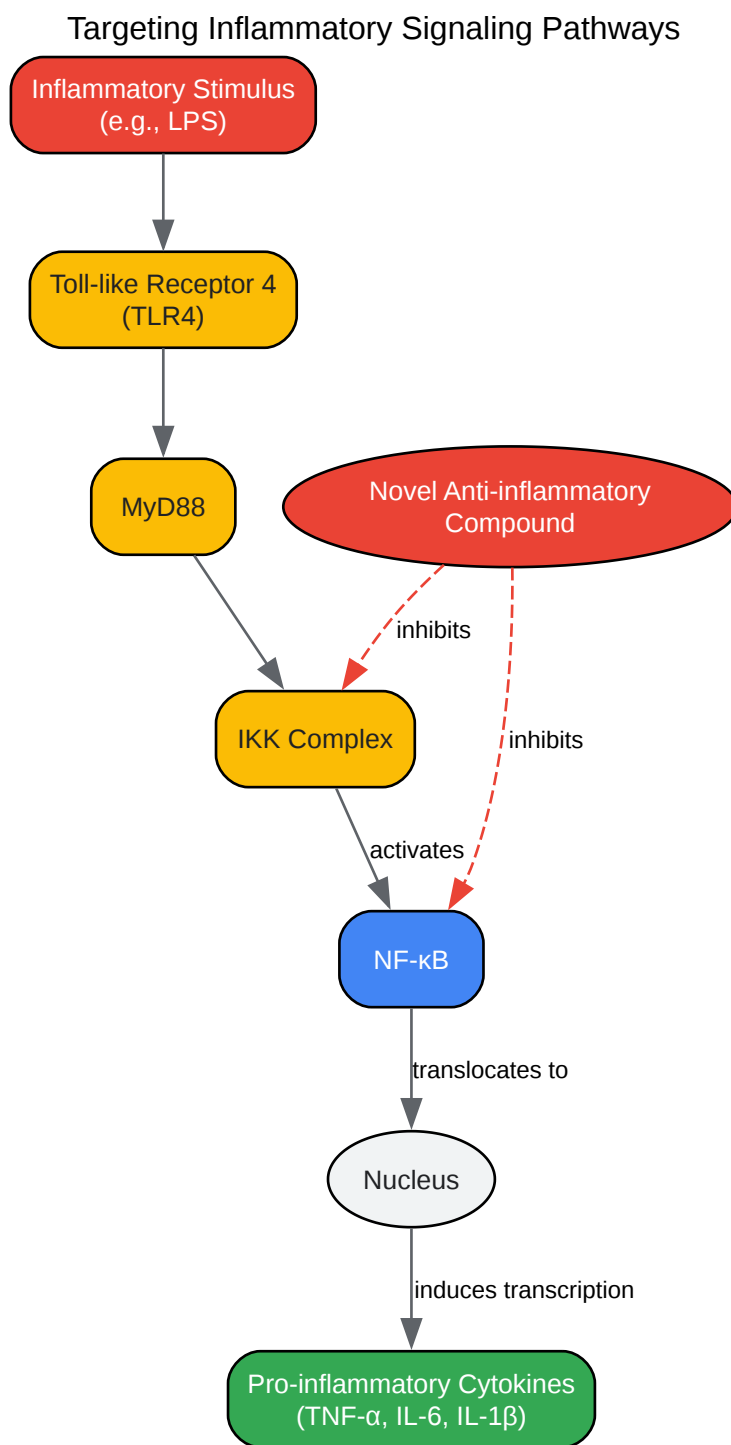 Targeting Inflammatory Signaling Pathways
Inflammatory Stimulus
(e.g., LPS)
Toll-like Receptor 4
(TLR4)
MyD88
Novel Anti-inflammatory
Compound
inhibits
IKK Complex
inhibits
activates
NF-κB
translocates to
Nucleus
induces transcription
Pro-inflammatory Cytokines
(TNF-α, IL-6, IL-1β)